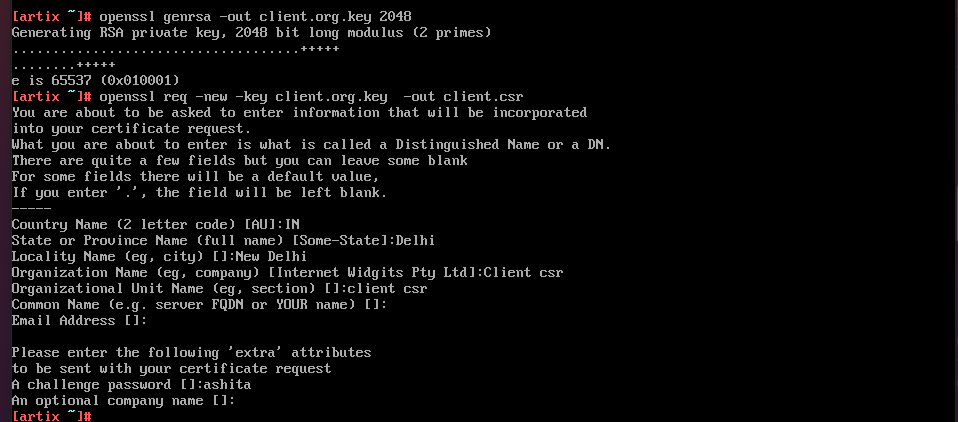 [artix ~]# openssl genrsa -out client.org.key 2048
Generating RSA private key, 2048 bit long modulus (2 primes)
....................................+++++
........+++++
e is 65537 (0x010001)
[artix ~]# openssl req -new -key client.org.key  -out client.csr
You are about to be asked to enter information that will be incorporated
into your certificate request.
What you are about to enter is what is called a Distinguished Name or a DN.
There are quite a few fields but you can leave some blank
For some fields there will be a default value,
If you enter '.', the field will be left blank.
-----
Country Name (2 letter code) [AU]:IN
State or Province Name (full name) [Some-State]:Delhi
Locality Name (eg, city) []:New Delhi
Organization Name (eg, company) [Internet Widgits Pty Ltd]:Client csr
Organizational Unit Name (eg, section) []:client csr
Common Name (e.g. server FQDN or YOUR name) []:
Email Address []:

Please enter the following 'extra' attributes
to be sent with your certificate request
A challenge password []:ashita
An optional company name []:
[artix ~]#